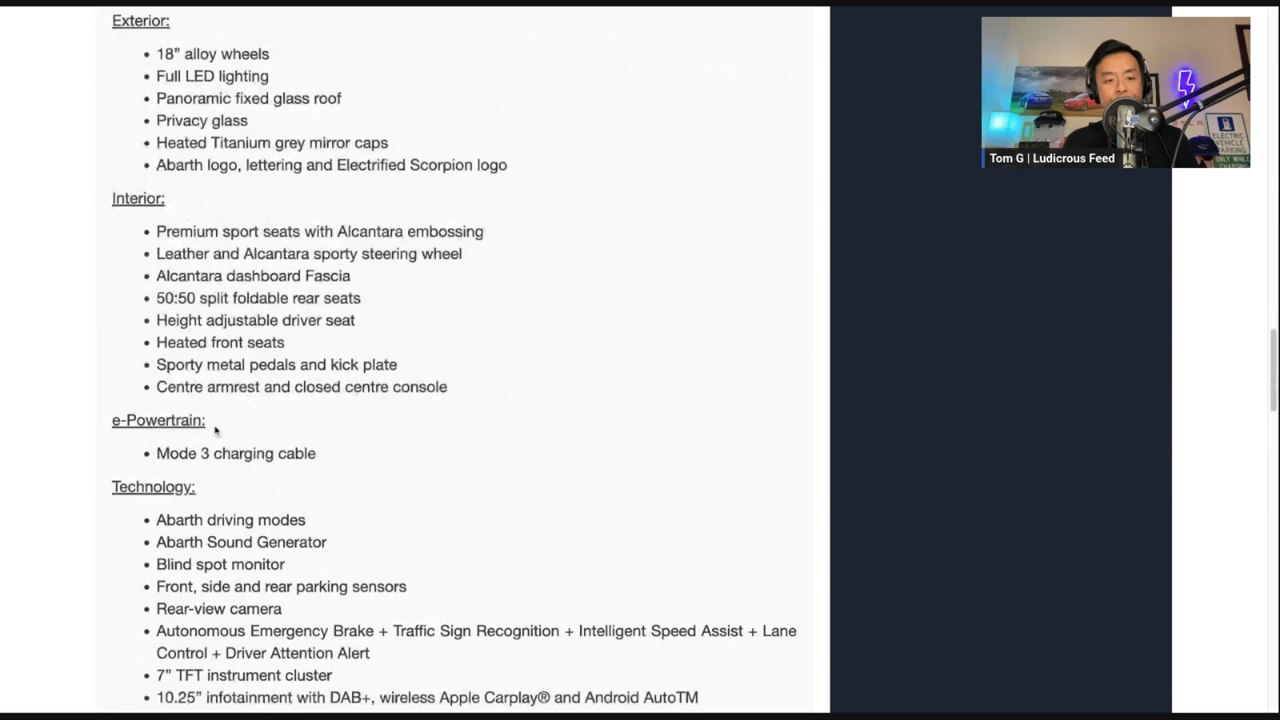 Exterior:
• 18” alloy wheels
• Full LED lighting
• Panoramic fixed glass roof
• Privacy glass
• Heated Titanium grey mirror caps
• Abarth logo, lettering and Electrified Scorpion logo
Interior:
• Premium sport seats with Alcantara embossing
• Leather and Alcantara sporty steering wheel
• Alcantara dashboard Fascia
• 50:50 split foldable rear seats
• Height adjustable driver seat
• Heated front seats
• Sporty metal pedals and kick plate
• Centre armrest and closed centre console
e-Powertrain:
• Mode 3 charging cable
Technology:
• Abarth driving modes
• Abarth Sound Generator
• Blind spot monitor
• Front, side and rear parking sensors
• Rear-view camera
• Autonomous Emergency Brake + Traffic Sign Recognition + Intelligent Speed Assist + Lane
Control + Driver Attention Alert
• 7” TFT instrument cluster
• 10.25” infotainment with DAB+, wireless Apple Carplay® and Android AutoTM
Tom G | Ludicrous Feed
ELECTRIC
VEHICLE
PARKING
ONLY WHILE